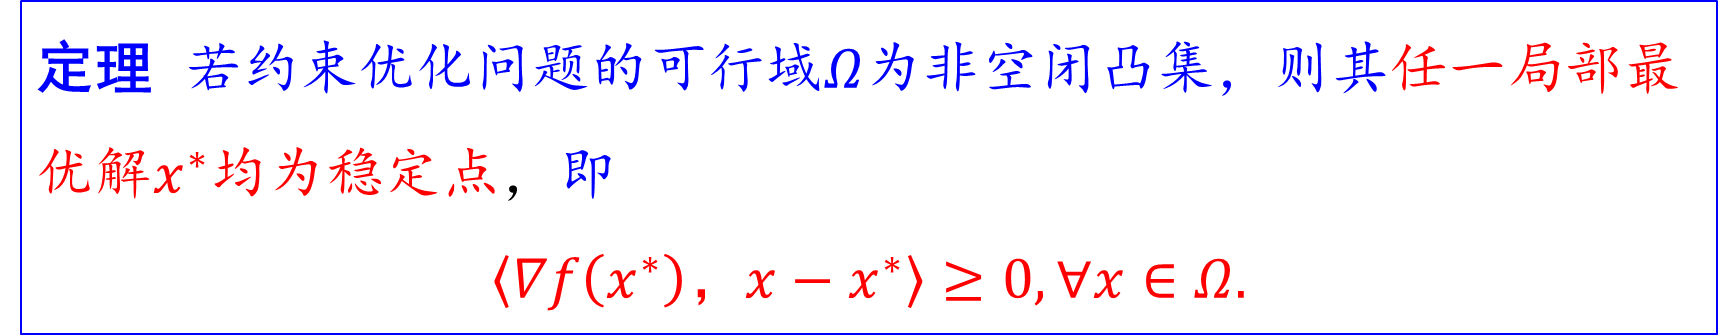 定理 若约束优化问题的可行域Ω为非空闭凸集，则其任一局部最
优解x*均为稳定点，即
⟨∇f(x*)，x − x*⟩ ≥ 0, ∀x ∈ Ω.